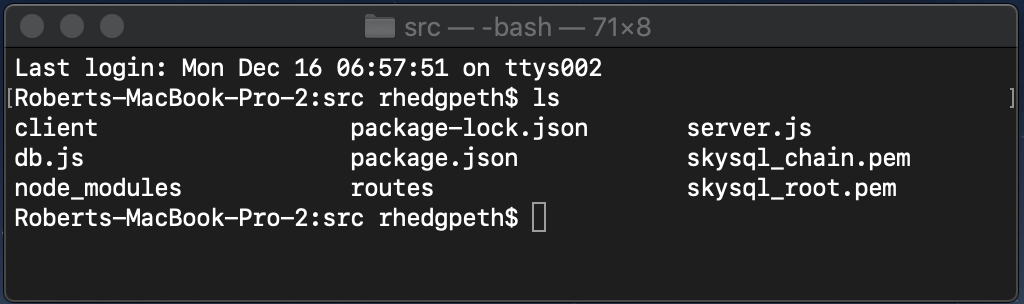 src — -bash — 71×8
Last login: Mon Dec 16 06:57:51 on ttys002
[Roberts-MacBook-Pro-2:src rhedgpeth$ ls ]
client package-lock.json server.js
db.js package.json skysql_chain.pem
node_modules routes skysql_root.pem
Roberts-MacBook-Pro-2:src rhedgpeth$